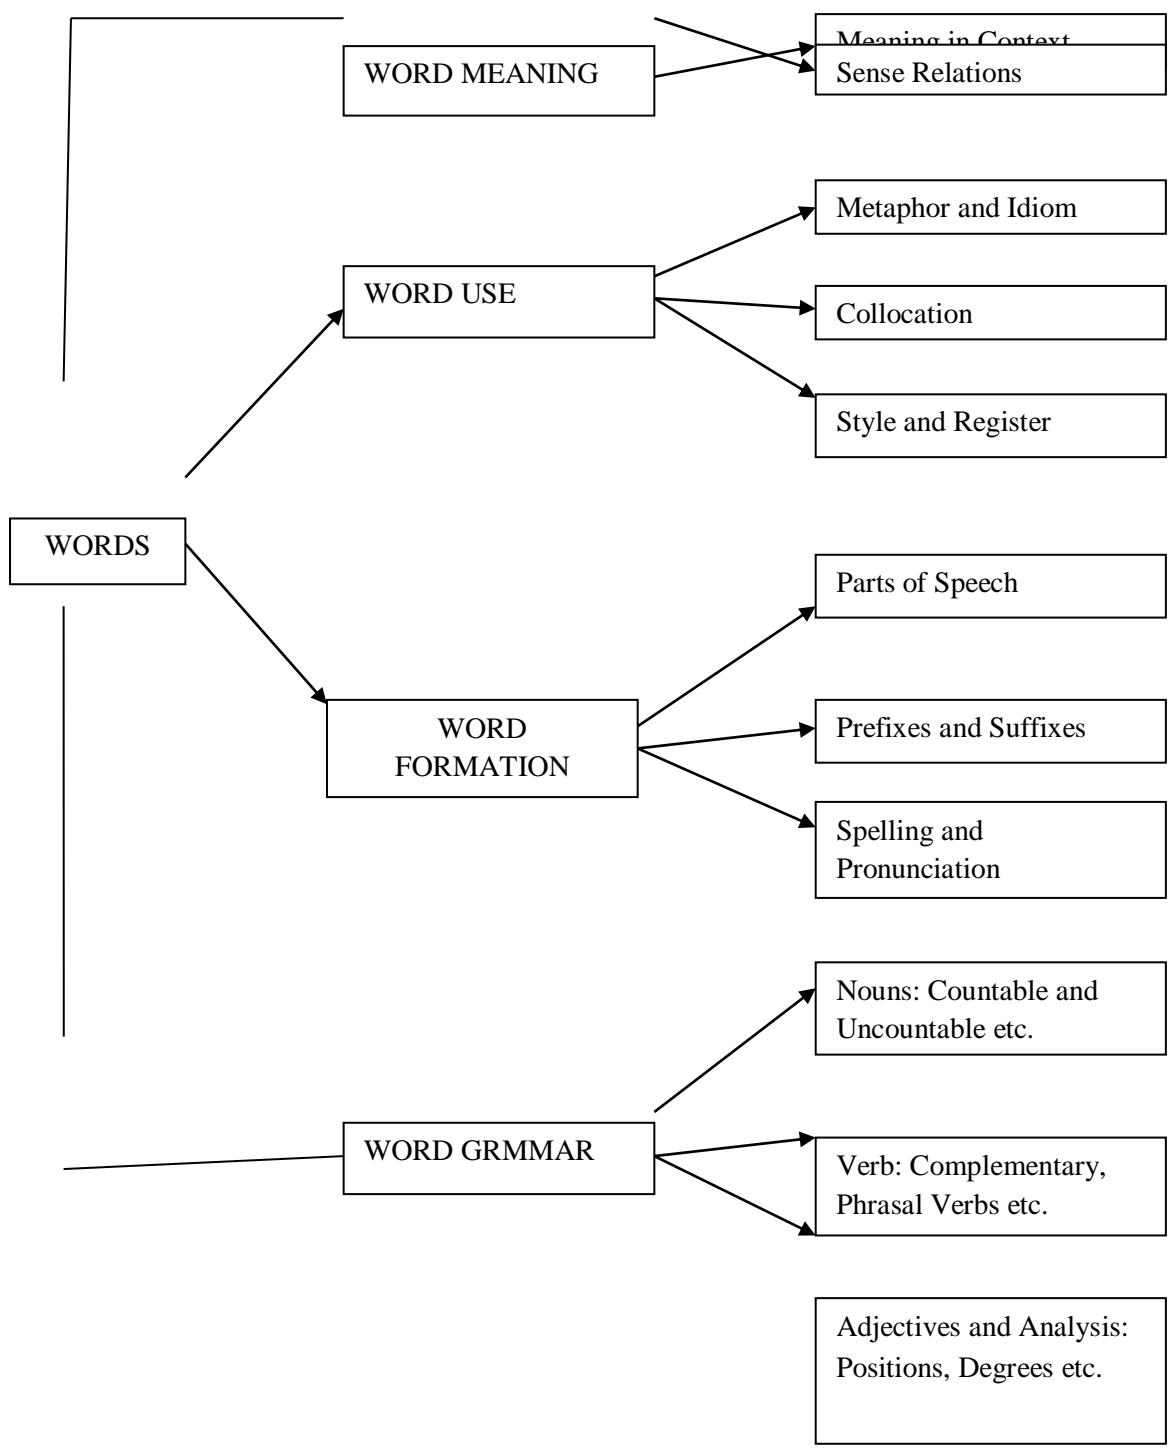 Meaning in Context
WORD MEANING
Sense Relations
Metaphor and Idiom
WORD USE
Collocation
Style and Register
WORDS
Parts of Speech
WORD
FORMATION
Prefixes and Suffixes
Spelling and
Pronunciation
Nouns: Countable and
Uncountable etc.
WORD GRMMAR
Verb: Complementary,
Phrasal Verbs etc.
Adjectives and Analysis:
Positions, Degrees etc.